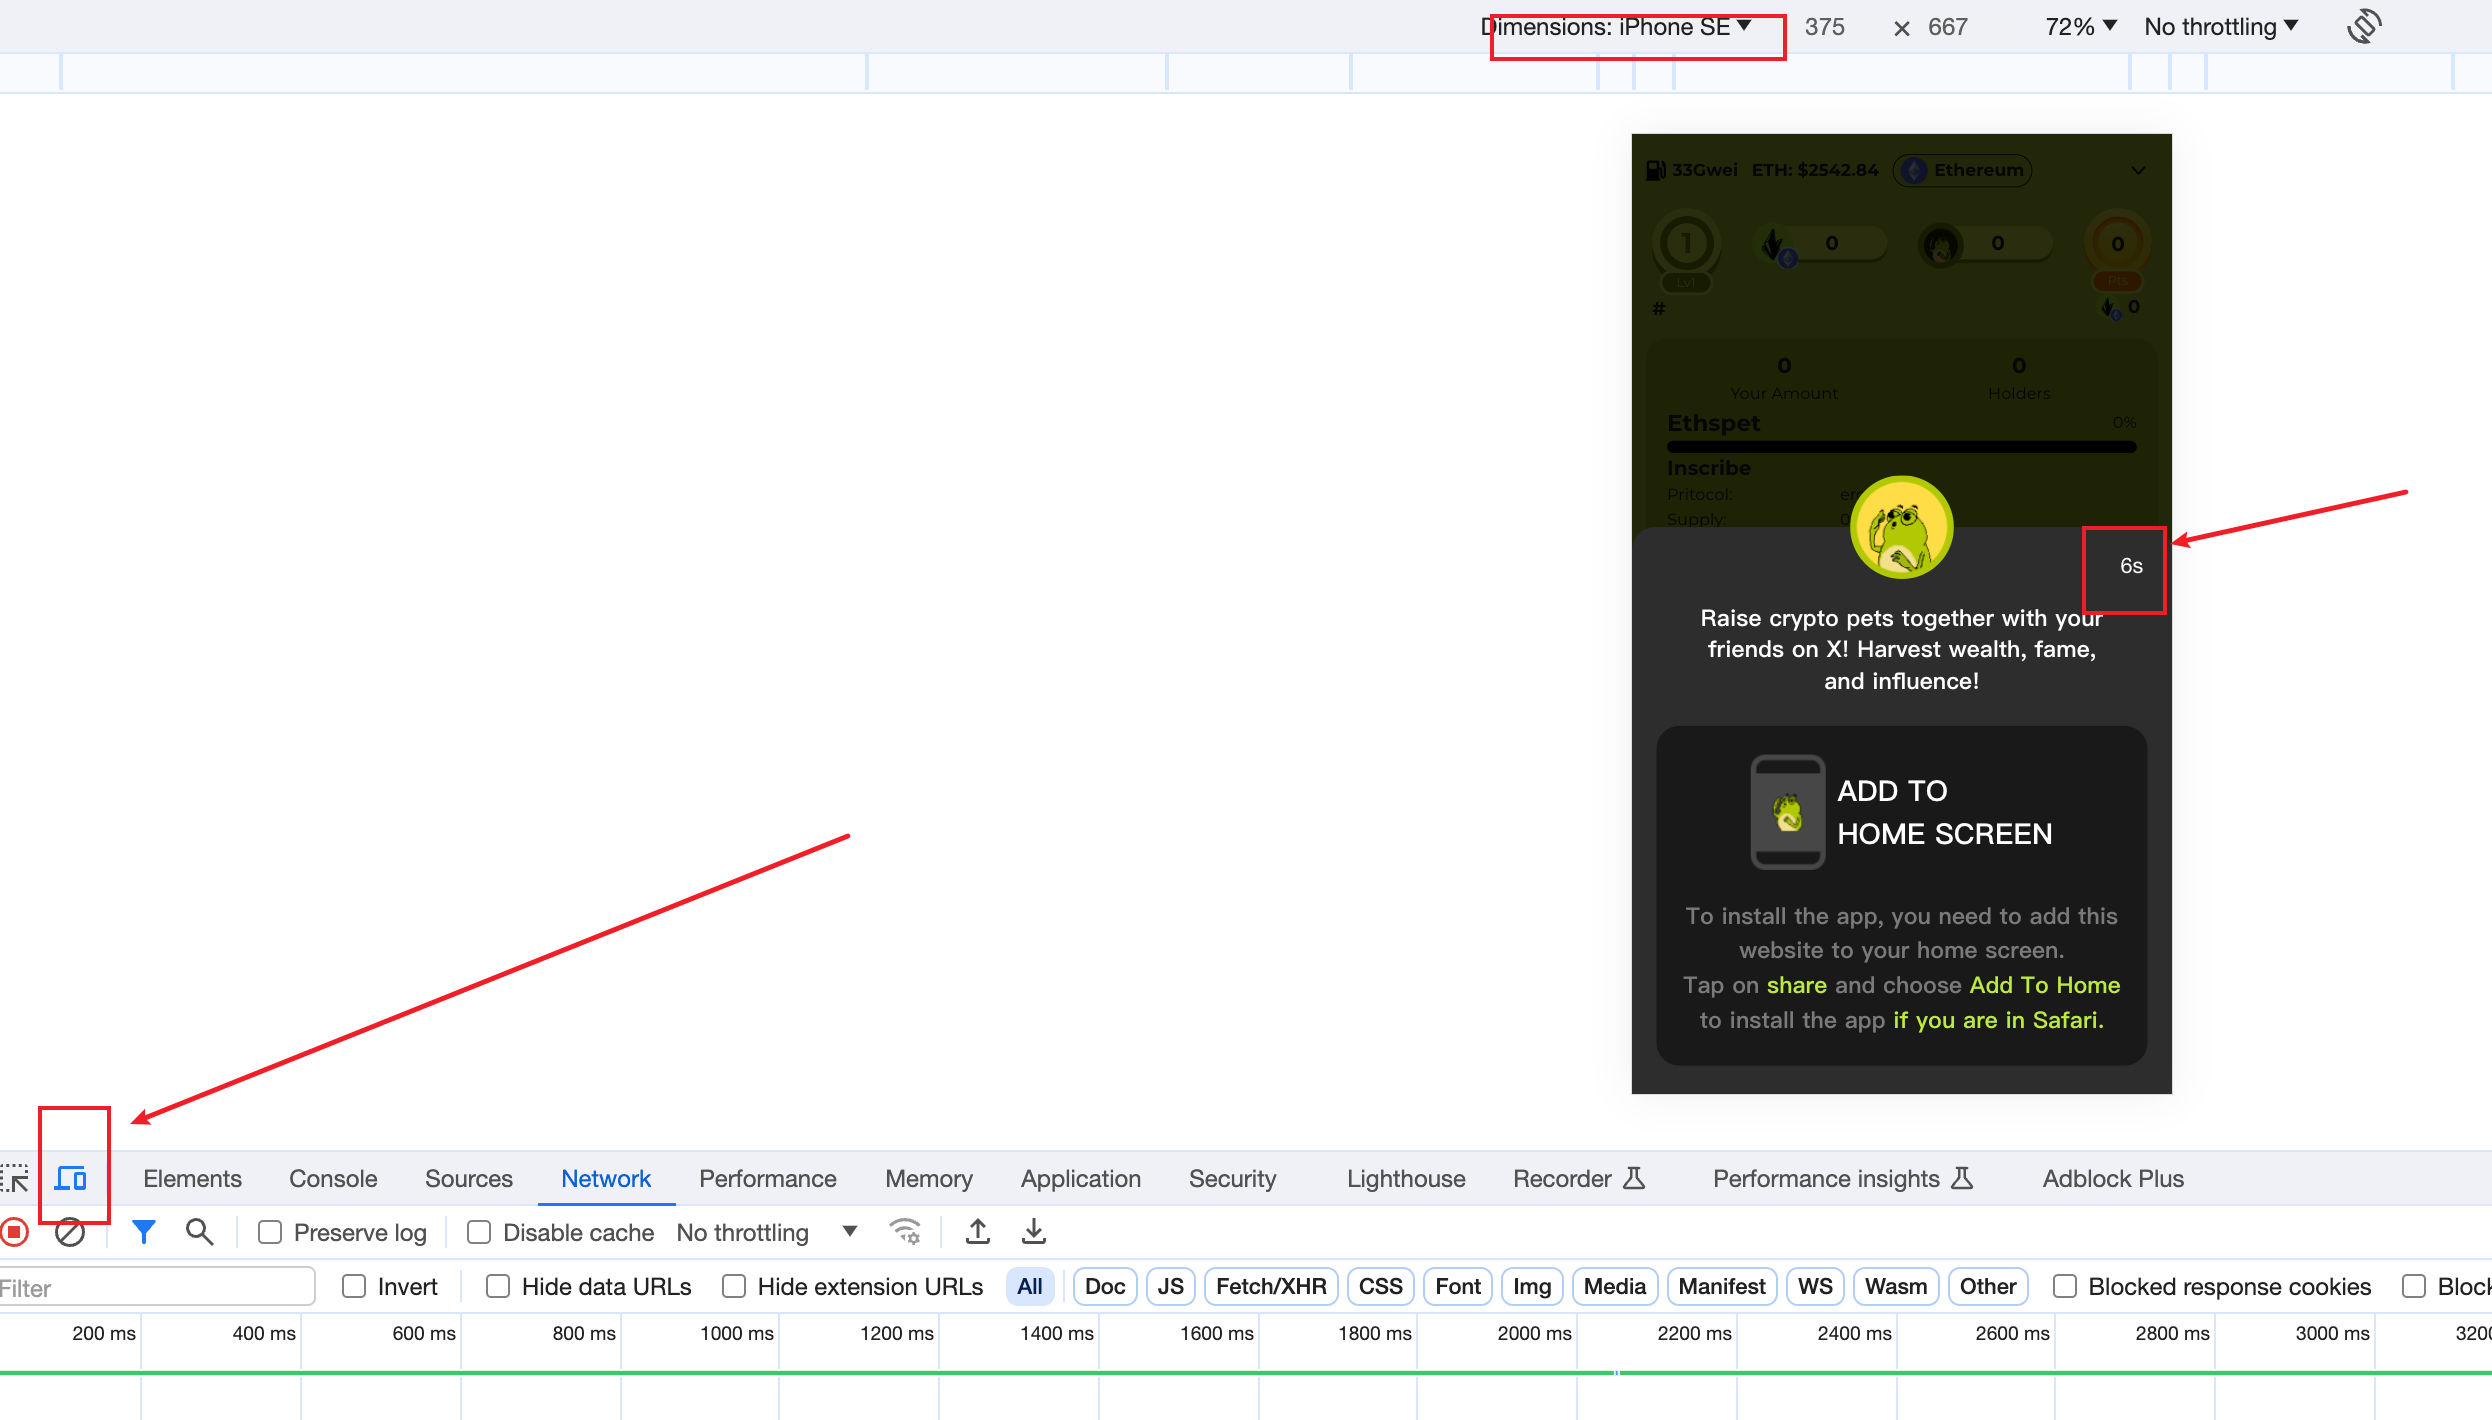 Dimensions: iPhone SE ▼ 375 × 667 72% ▼ No throttling ▼
33Gwei ETH: $2542.84 Ethereum
1 0 0 0
Lv1 Pts
# 0
0 0
Your Amount Holders
Ethspet 0%
Inscribe
Pritocol:
Supply:
6s
Raise crypto pets together with your
friends on X! Harvest wealth, fame,
and influence!
ADD TO
HOME SCREEN
To install the app, you need to add this
website to your home screen.
Tap on share and choose Add To Home
to install the app if you are in Safari.
Elements Console Sources Network Performance Memory Application Security Lighthouse Recorder Performance insights Adblock Plus
Preserve log Disable cache No throttling ▼
Filter Invert Hide data URLs Hide extension URLs All Doc JS Fetch/XHR CSS Font Img Media Manifest WS Wasm Other Blocked response cookies
200 ms 400 ms 600 ms 800 ms 1000 ms 1200 ms 1400 ms 1600 ms 1800 ms 2000 ms 2200 ms 2400 ms 2600 ms 2800 ms 3000 ms